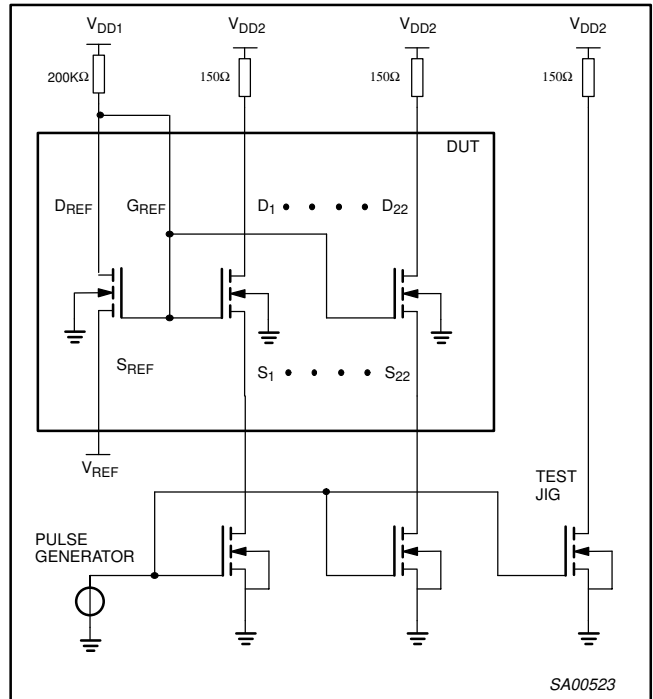 VDD1 VDD2 VDD2 VDD2
200KΩ 150Ω 150Ω 150Ω
DUT
DREF GREF D1 • • • • D22
SREF S1 • • • • S22
VREF
TEST
JIG
PULSE
GENERATOR
SA00523